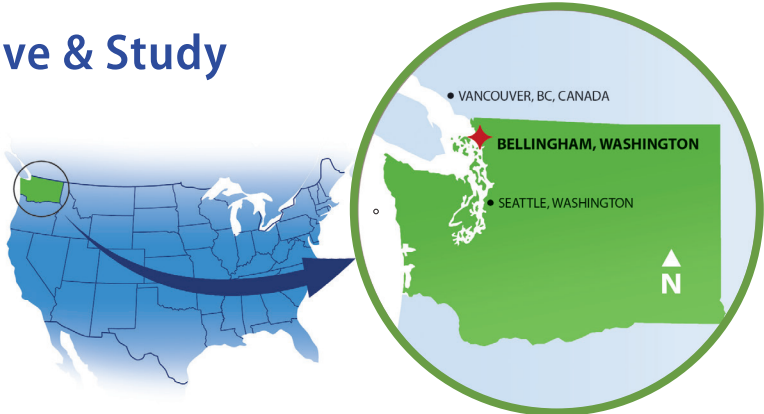 ve & Study
VANCOUVER, BC, CANADA
BELLINGHAM, WASHINGTON
SEATTLE, WASHINGTON
N